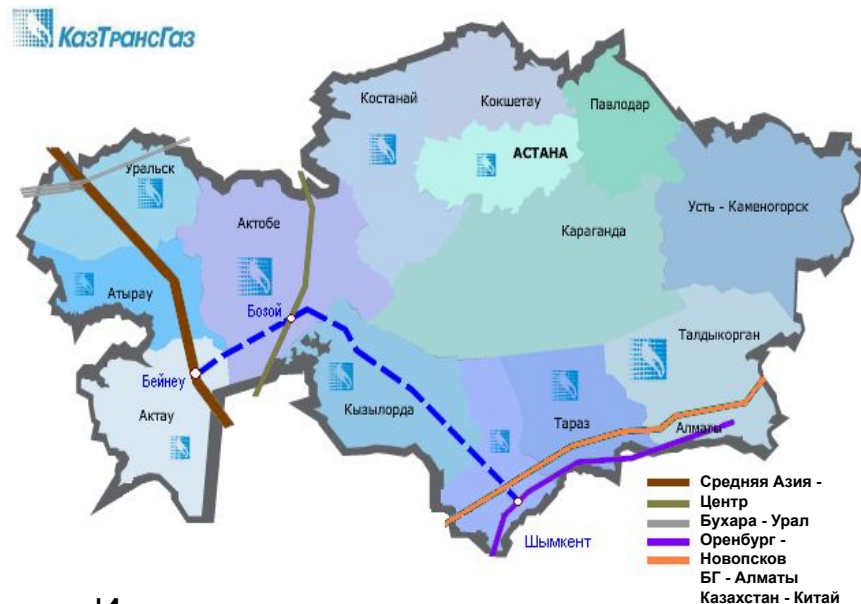 КазТрансГаз
Костанай
Кокшетау
Павлодар
АСТАНА
Уральск
Усть - Каменогорск
Актобе
Караганда
Атырау
Бозой
Талдыкорган
Бейнеу
Актау
Кызылорда
Тараз
Алматы
Шымкент
Средняя Азия -
Центр
Бухара - Урал
Оренбург -
Новопсков
БГ - Алматы
Казахстан - Китай